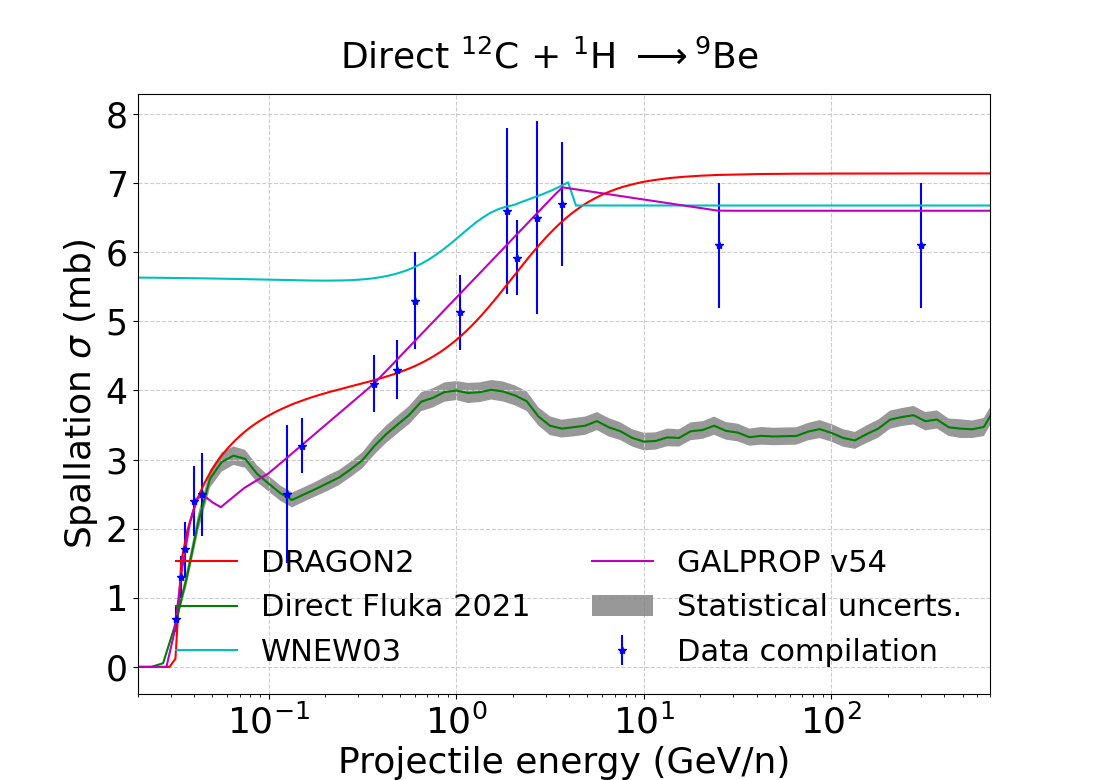 Direct ¹²C + ¹H ⟶ ⁹Be
Spallation σ (mb)
8
7
6
5
4
3
2
1
0
DRAGON2
Direct Fluka 2021
WNEW03
GALPROP v54
Statistical uncerts.
Data compilation
10⁻¹ 10⁰ 10¹ 10²
Projectile energy (GeV/n)